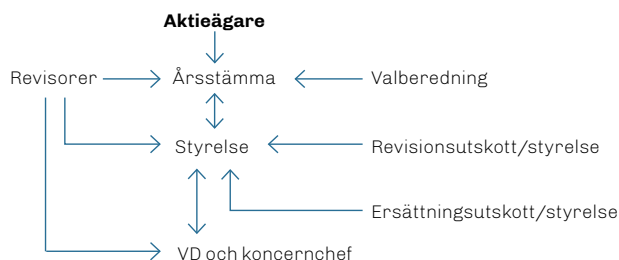 Aktieägare
Revisorer
Årsstämma
Valberedning
Styrelse
Revisionsutskott/styrelse
Ersättningsutskott/styrelse
VD och koncernchef